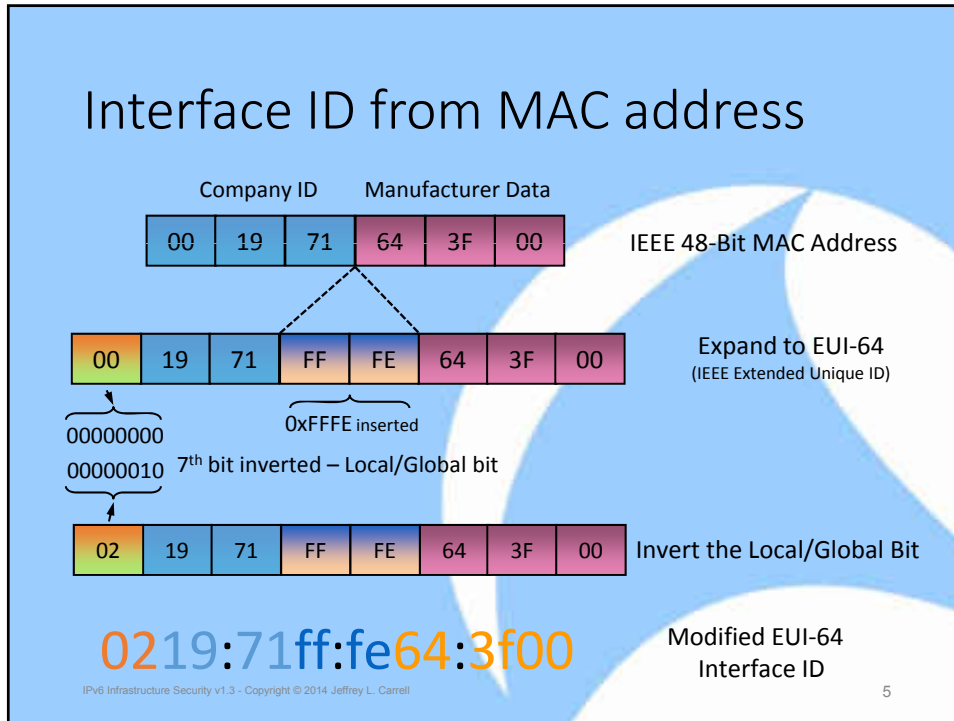 Interface ID from MAC address
Company ID Manufacturer Data
00 19 71 64 3F 00 IEEE 48-Bit MAC Address
00 19 71 FF FE 64 3F 00 Expand to EUI-64
(IEEE Extended Unique ID)
0xFFFE inserted
00000000
00000010 7th bit inverted – Local/Global bit
02 19 71 FF FE 64 3F 00 Invert the Local/Global Bit
0219:71ff:fe64:3f00 Modified EUI-64
Interface ID
IPv6 Infrastructure Security v1.3 - Copyright © 2014 Jeffrey L. Carrell 5